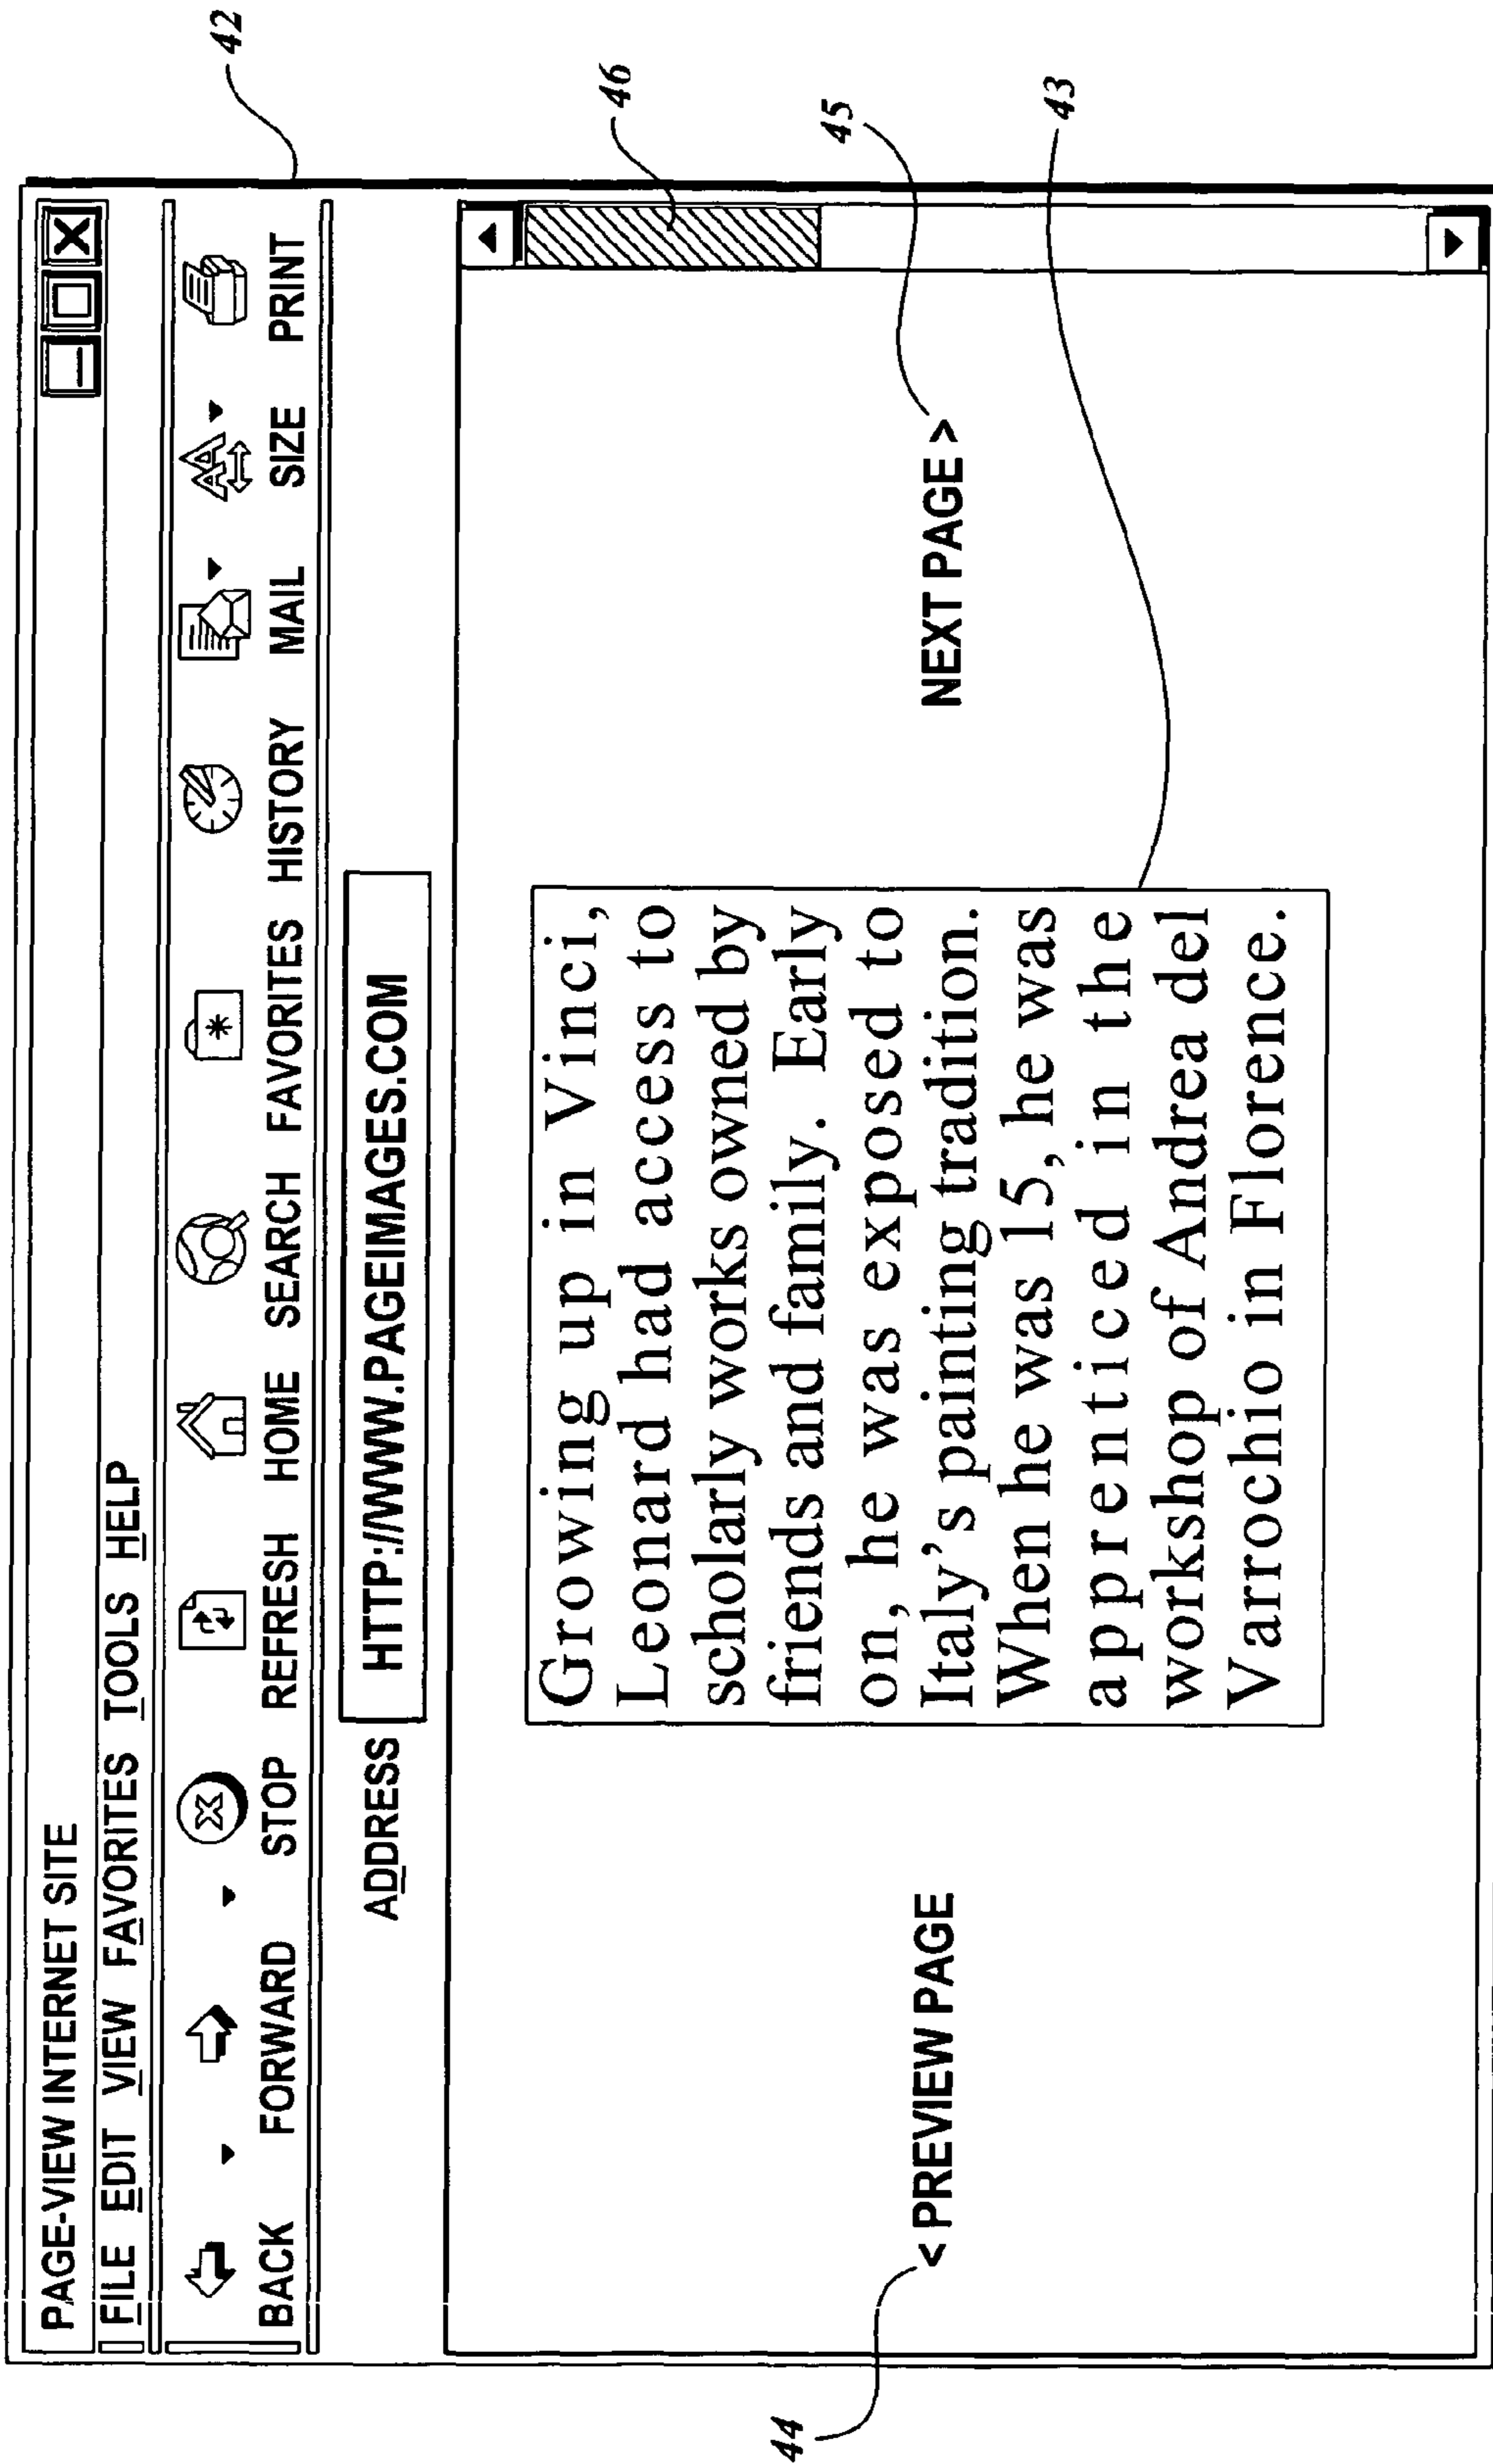 PAGE-VIEW INTERNET SITE
FILE EDIT VIEW FAVORITES TOOLS HELP
BACK FORWARD STOP REFRESH HOME SEARCH FAVORITES HISTORY MAIL SIZE PRINT
ADDRESS HTTP://WWW.PAGEIMAGES.COM
Growing up in Vinci,
Leonard had access to
scholarly works owned by
friends and family. Early
on, he was exposed to
Italy's painting tradition.
When he was 15, he was
apprenticed in the
workshop of Andrea del
Varrochio in Florence.
< PREVIEW PAGE
NEXT PAGE >
42
46
45
43
44